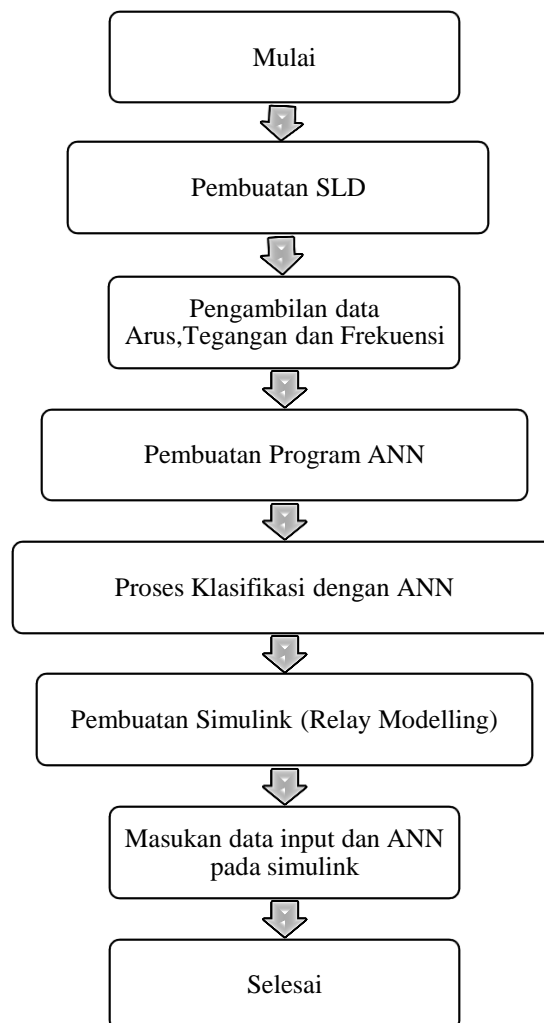 Mulai
Pembuatan SLD
Pengambilan data
Arus,Tegangan dan Frekuensi
Pembuatan Program ANN
Proses Klasifikasi dengan ANN
Pembuatan Simulink (Relay Modelling)
Masukan data input dan ANN
pada simulink
Selesai